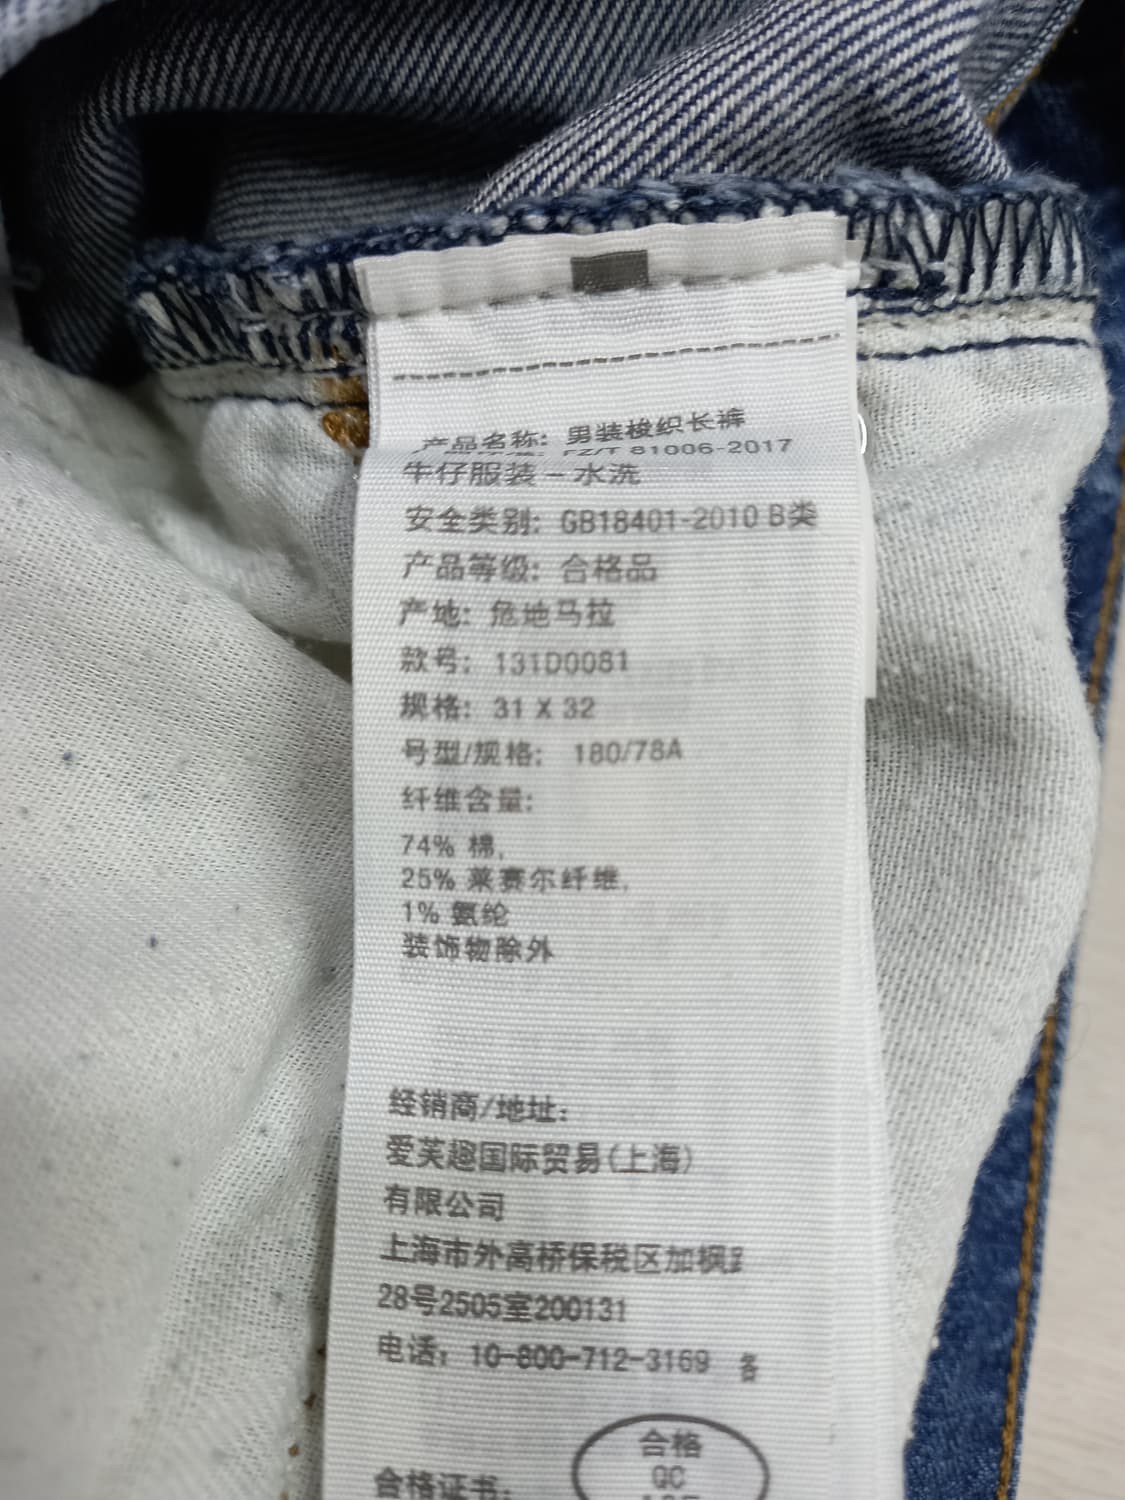 产品名称: 男装梭织长裤
FZ/T 81006-2017
牛仔服装-水洗
安全类别: GB18401-2010 B类
产品等级: 合格品
产地: 危地马拉
款号: 131D0081
规格: 31 X 32
号型/规格: 180/78A
纤维含量:
74% 棉,
25% 莱赛尔纤维,
1% 氨纶
装饰物除外
经销商/地址:
爱芙趣国际贸易(上海)
有限公司
上海市外高桥保税区加枫
28号2505室200131
电话: 10-800-712-3169 各
合格证书:
合格
QC